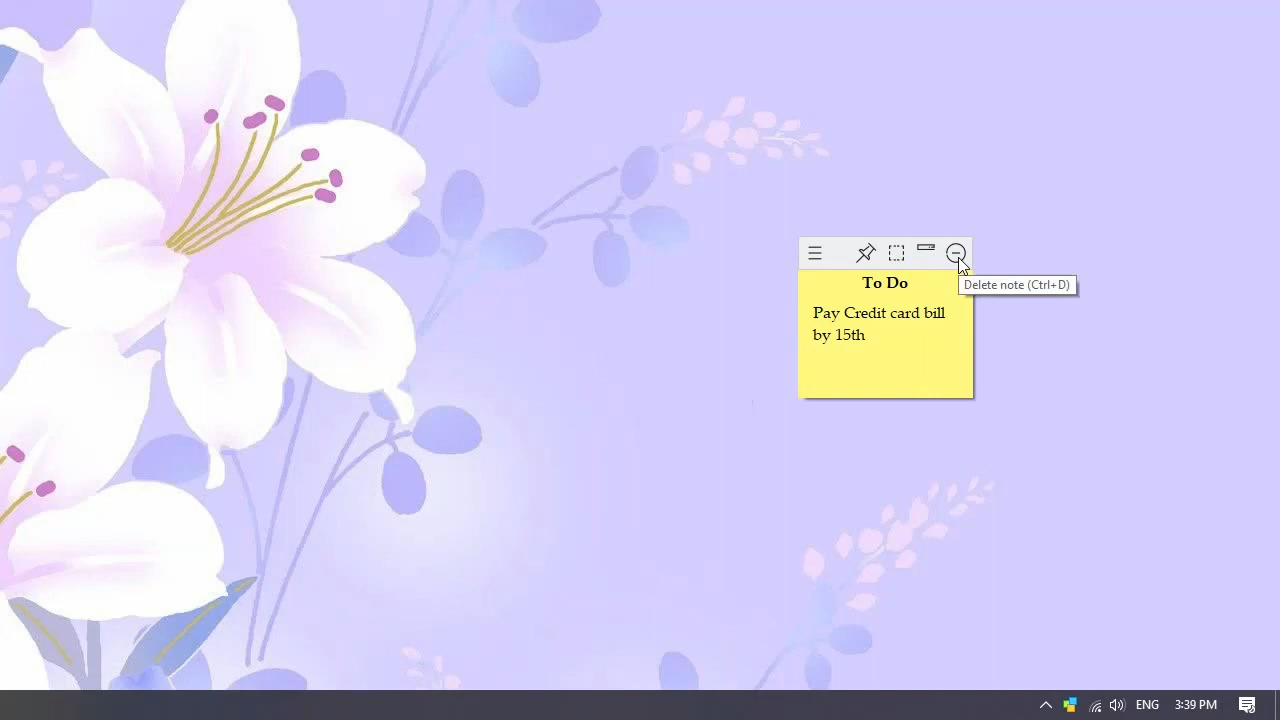 To Do
Delete note (Ctrl+D)
Pay Credit card bill
by 15th
ENG
3:39 PM